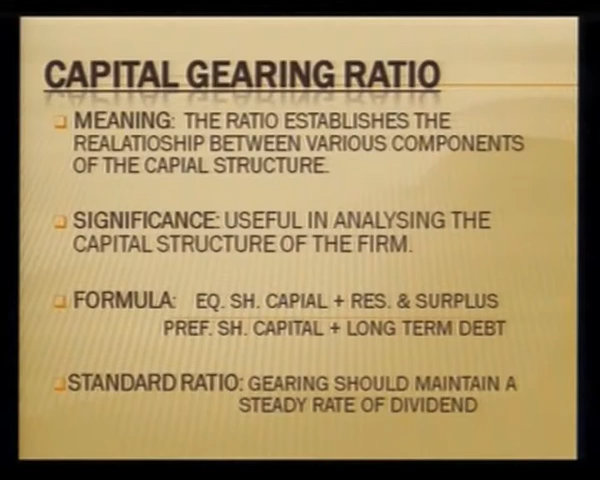 CAPITAL GEARING RATIO
MEANING: THE RATIO ESTABLISHES THE
REALATIOSHIP BETWEEN VARIOUS COMPONENTS
OF THE CAPIAL STRUCTURE.
SIGNIFICANCE: USEFUL IN ANALYSING THE
CAPITAL STRUCTURE OF THE FIRM.
FORMULA: EQ. SH. CAPIAL + RES. & SURPLUS
PREF. SH. CAPITAL + LONG TERM DEBT
STANDARD RATIO: GEARING SHOULD MAINTAIN A
STEADY RATE OF DIVIDEND